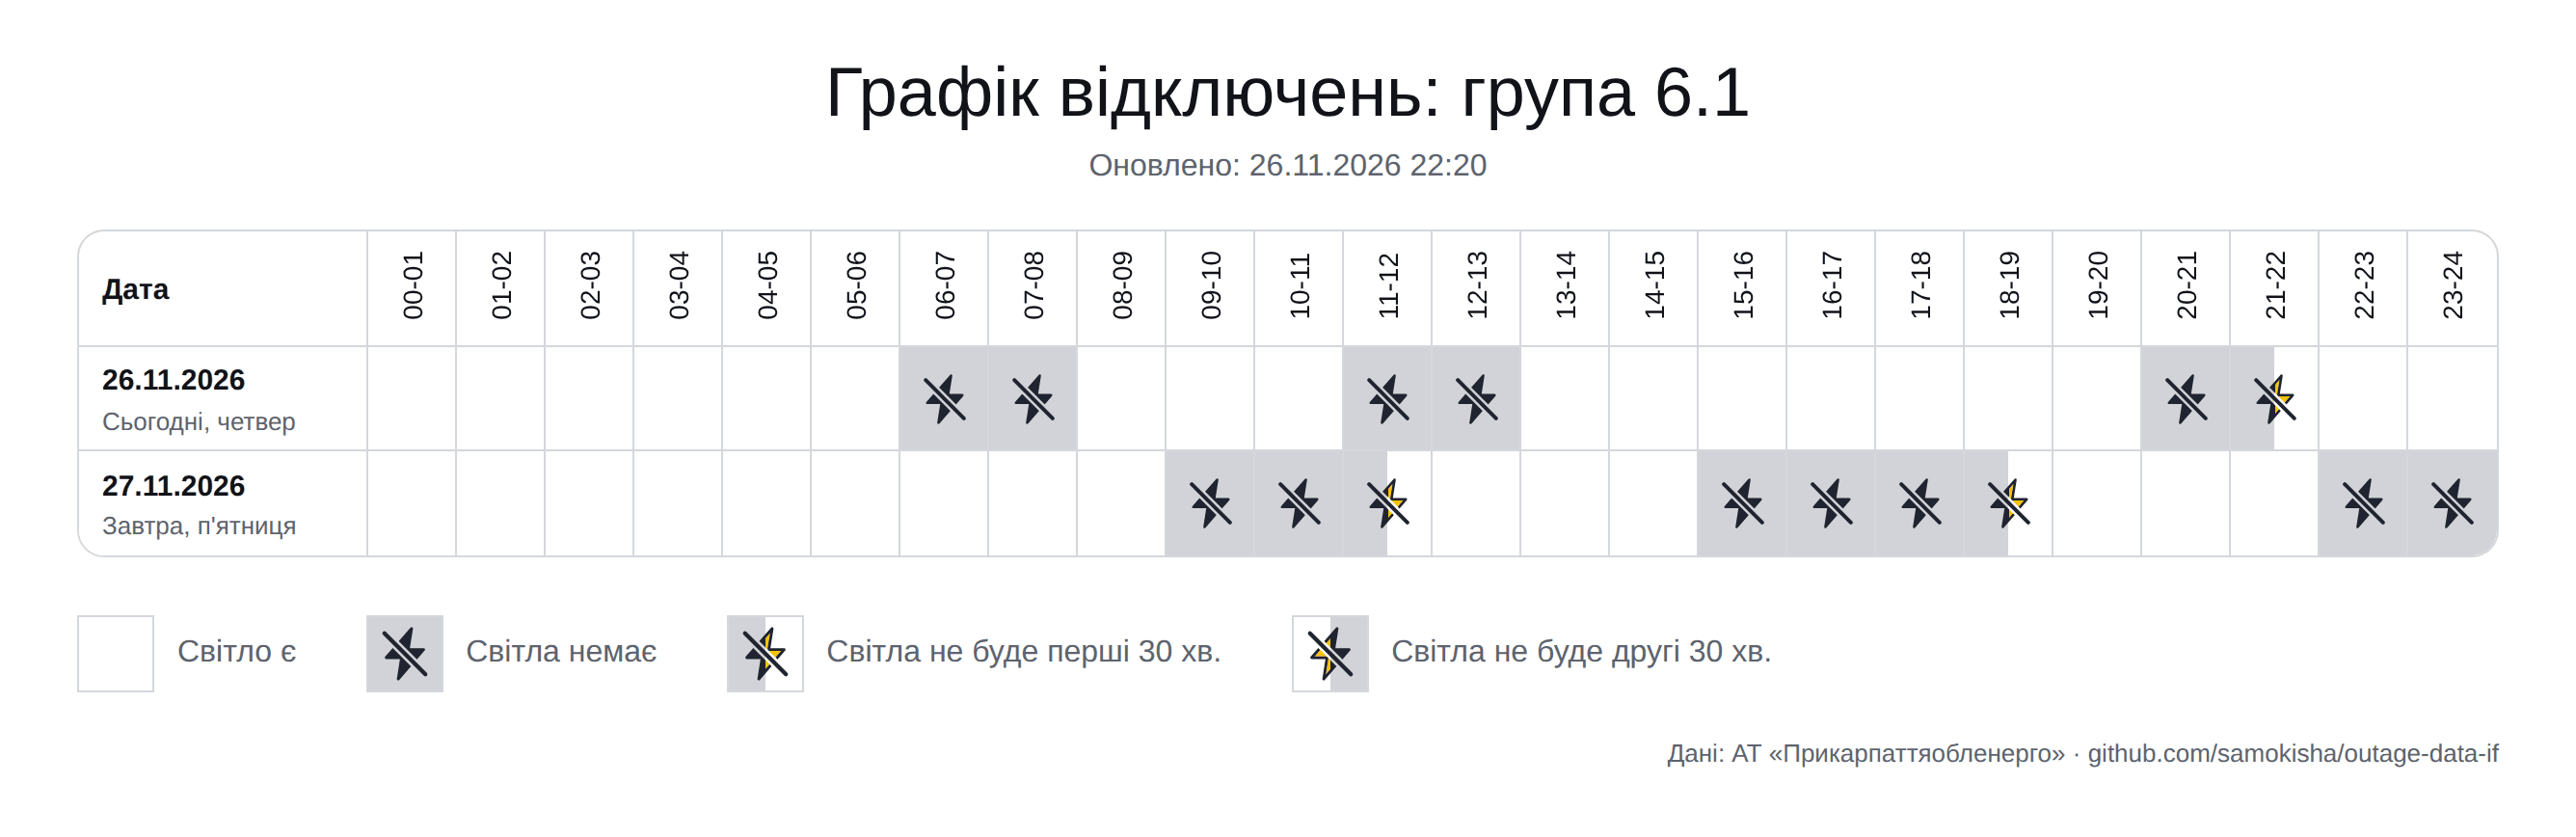 Графік відключень: група 6.1
Оновлено: 26.11.2026 22:20
Дата 00-01 01-02 02-03 03-04 04-05 05-06 06-07 07-08 08-09 09-10 10-11 11-12 12-13 13-14 14-15 15-16 16-17 17-18 18-19 19-20 20-21 21-22 22-23 23-24
26.11.2026
Сьогодні, четвер
27.11.2026
Завтра, п'ятниця
Світло є Світла немає Світла не буде перші 30 хв. Світла не буде другі 30 хв.
Дані: АТ «Прикарпаттяобленерго» · github.com/samokisha/outage-data-if